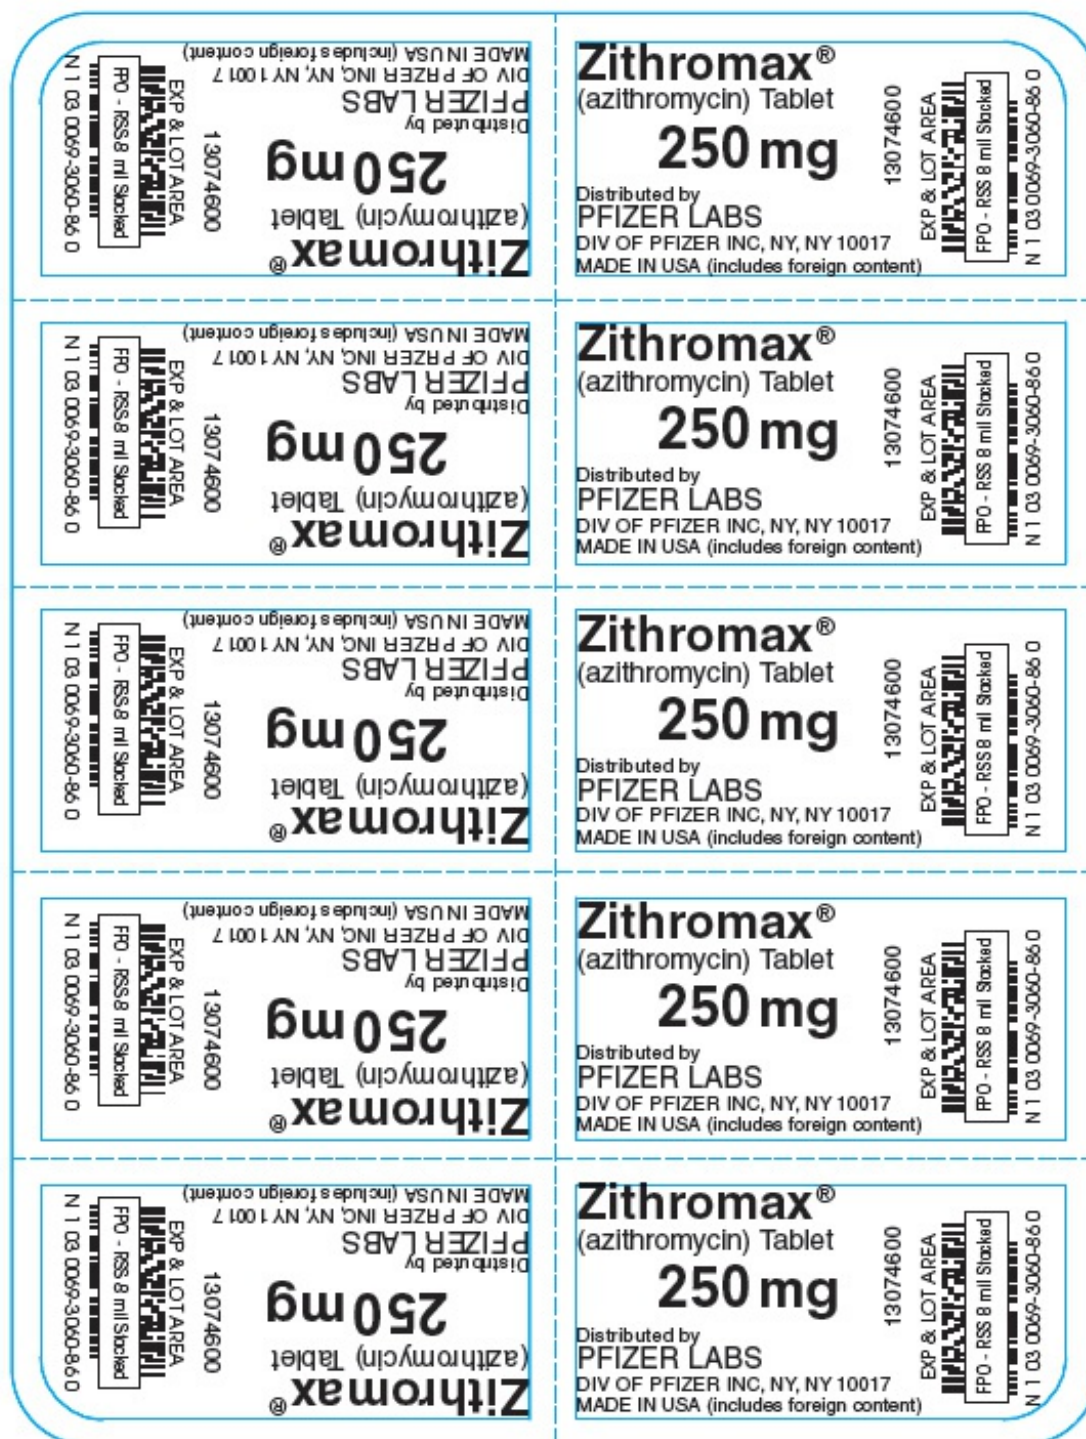 Zithromax®
(azithromycin) Tablet
250 mg
Distributed by
PFIZER LABS
DIV OF PFIZER INC, NY, NY 10017
MADE IN USA (includes foreign content)
13074600
EXP & LOT AREA
FPO - RSS 8 mil Stacked
N 1 03 0069-3060-86 0
Zithromax®
(azithromycin) Tablet
250 mg
Distributed by
PFIZER LABS
DIV OF PFIZER INC, NY, NY 10017
MADE IN USA (includes foreign content)
13074600
EXP & LOT AREA
FPO - RSS 8 mil Stacked
N 1 03 0069-3060-86 0
Zithromax®
(azithromycin) Tablet
250 mg
Distributed by
PFIZER LABS
DIV OF PFIZER INC, NY, NY 10017
MADE IN USA (includes foreign content)
13074600
EXP & LOT AREA
FPO - RSS 8 mil Stacked
N 1 03 0069-3060-86 0
Zithromax®
(azithromycin) Tablet
250 mg
Distributed by
PFIZER LABS
DIV OF PFIZER INC, NY, NY 10017
MADE IN USA (includes foreign content)
13074600
EXP & LOT AREA
FPO - RSS 8 mil Stacked
N 1 03 0069-3060-86 0
Zithromax®
(azithromycin) Tablet
250 mg
Distributed by
PFIZER LABS
DIV OF PFIZER INC, NY, NY 10017
MADE IN USA (includes foreign content)
13074600
EXP & LOT AREA
FPO - RSS 8 mil Stacked
N 1 03 0069-3060-86 0
Zithromax®
(azithromycin) Tablet
250 mg
Distributed by
PFIZER LABS
DIV OF PFIZER INC, NY, NY 10017
MADE IN USA (includes foreign content)
13074600
EXP & LOT AREA
FPO - RSS 8 mil Stacked
N 1 03 0069-3060-86 0
Zithromax®
(azithromycin) Tablet
250 mg
Distributed by
PFIZER LABS
DIV OF PFIZER INC, NY, NY 10017
MADE IN USA (includes foreign content)
13074600
EXP & LOT AREA
FPO - RSS 8 mil Stacked
N 1 03 0069-3060-86 0
Zithromax®
(azithromycin) Tablet
250 mg
Distributed by
PFIZER LABS
DIV OF PFIZER INC, NY, NY 10017
MADE IN USA (includes foreign content)
13074600
EXP & LOT AREA
FPO - RSS 8 mil Stacked
N 1 03 0069-3060-86 0
Zithromax®
(azithromycin) Tablet
250 mg
Distributed by
PFIZER LABS
DIV OF PFIZER INC, NY, NY 10017
MADE IN USA (includes foreign content)
13074600
EXP & LOT AREA
FPO - RSS 8 mil Stacked
N 1 03 0069-3060-86 0
Zithromax®
(azithromycin) Tablet
250 mg
Distributed by
PFIZER LABS
DIV OF PFIZER INC, NY, NY 10017
MADE IN USA (includes foreign content)
13074600
EXP & LOT AREA
FPO - RSS 8 mil Stacked
N 1 03 0069-3060-86 0